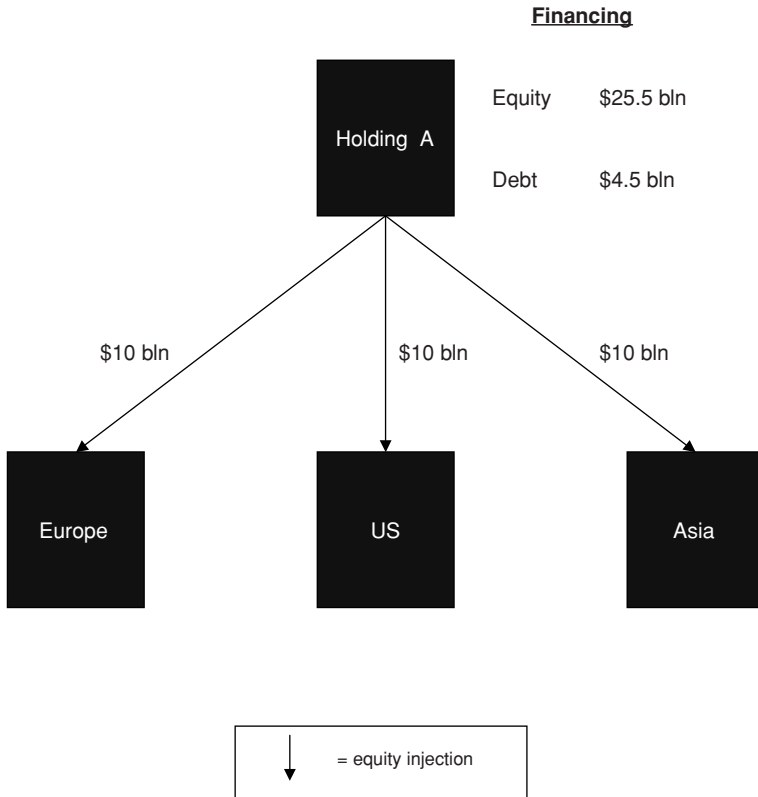 Financing
Equity $25.5 bln
Holding A
Debt $4.5 bln
$10 bln $10 bln $10 bln
Europe US Asia
= equity injection